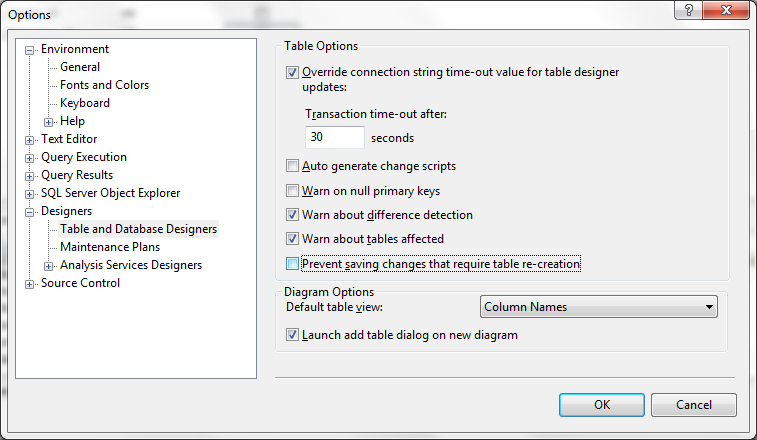 Options
?
Environment
General
Fonts and Colors
Keyboard
Help
Text Editor
Query Execution
Query Results
SQL Server Object Explorer
Designers
Table and Database Designers
Maintenance Plans
Analysis Services Designers
Source Control
Table Options
Override connection string time-out value for table designer
updates:
Transaction time-out after:
30 seconds
Auto generate change scripts
Warn on null primary keys
Warn about difference detection
Warn about tables affected
Prevent saving changes that require table re-creation
Diagram Options
Default table view: Column Names
Launch add table dialog on new diagram
OK Cancel